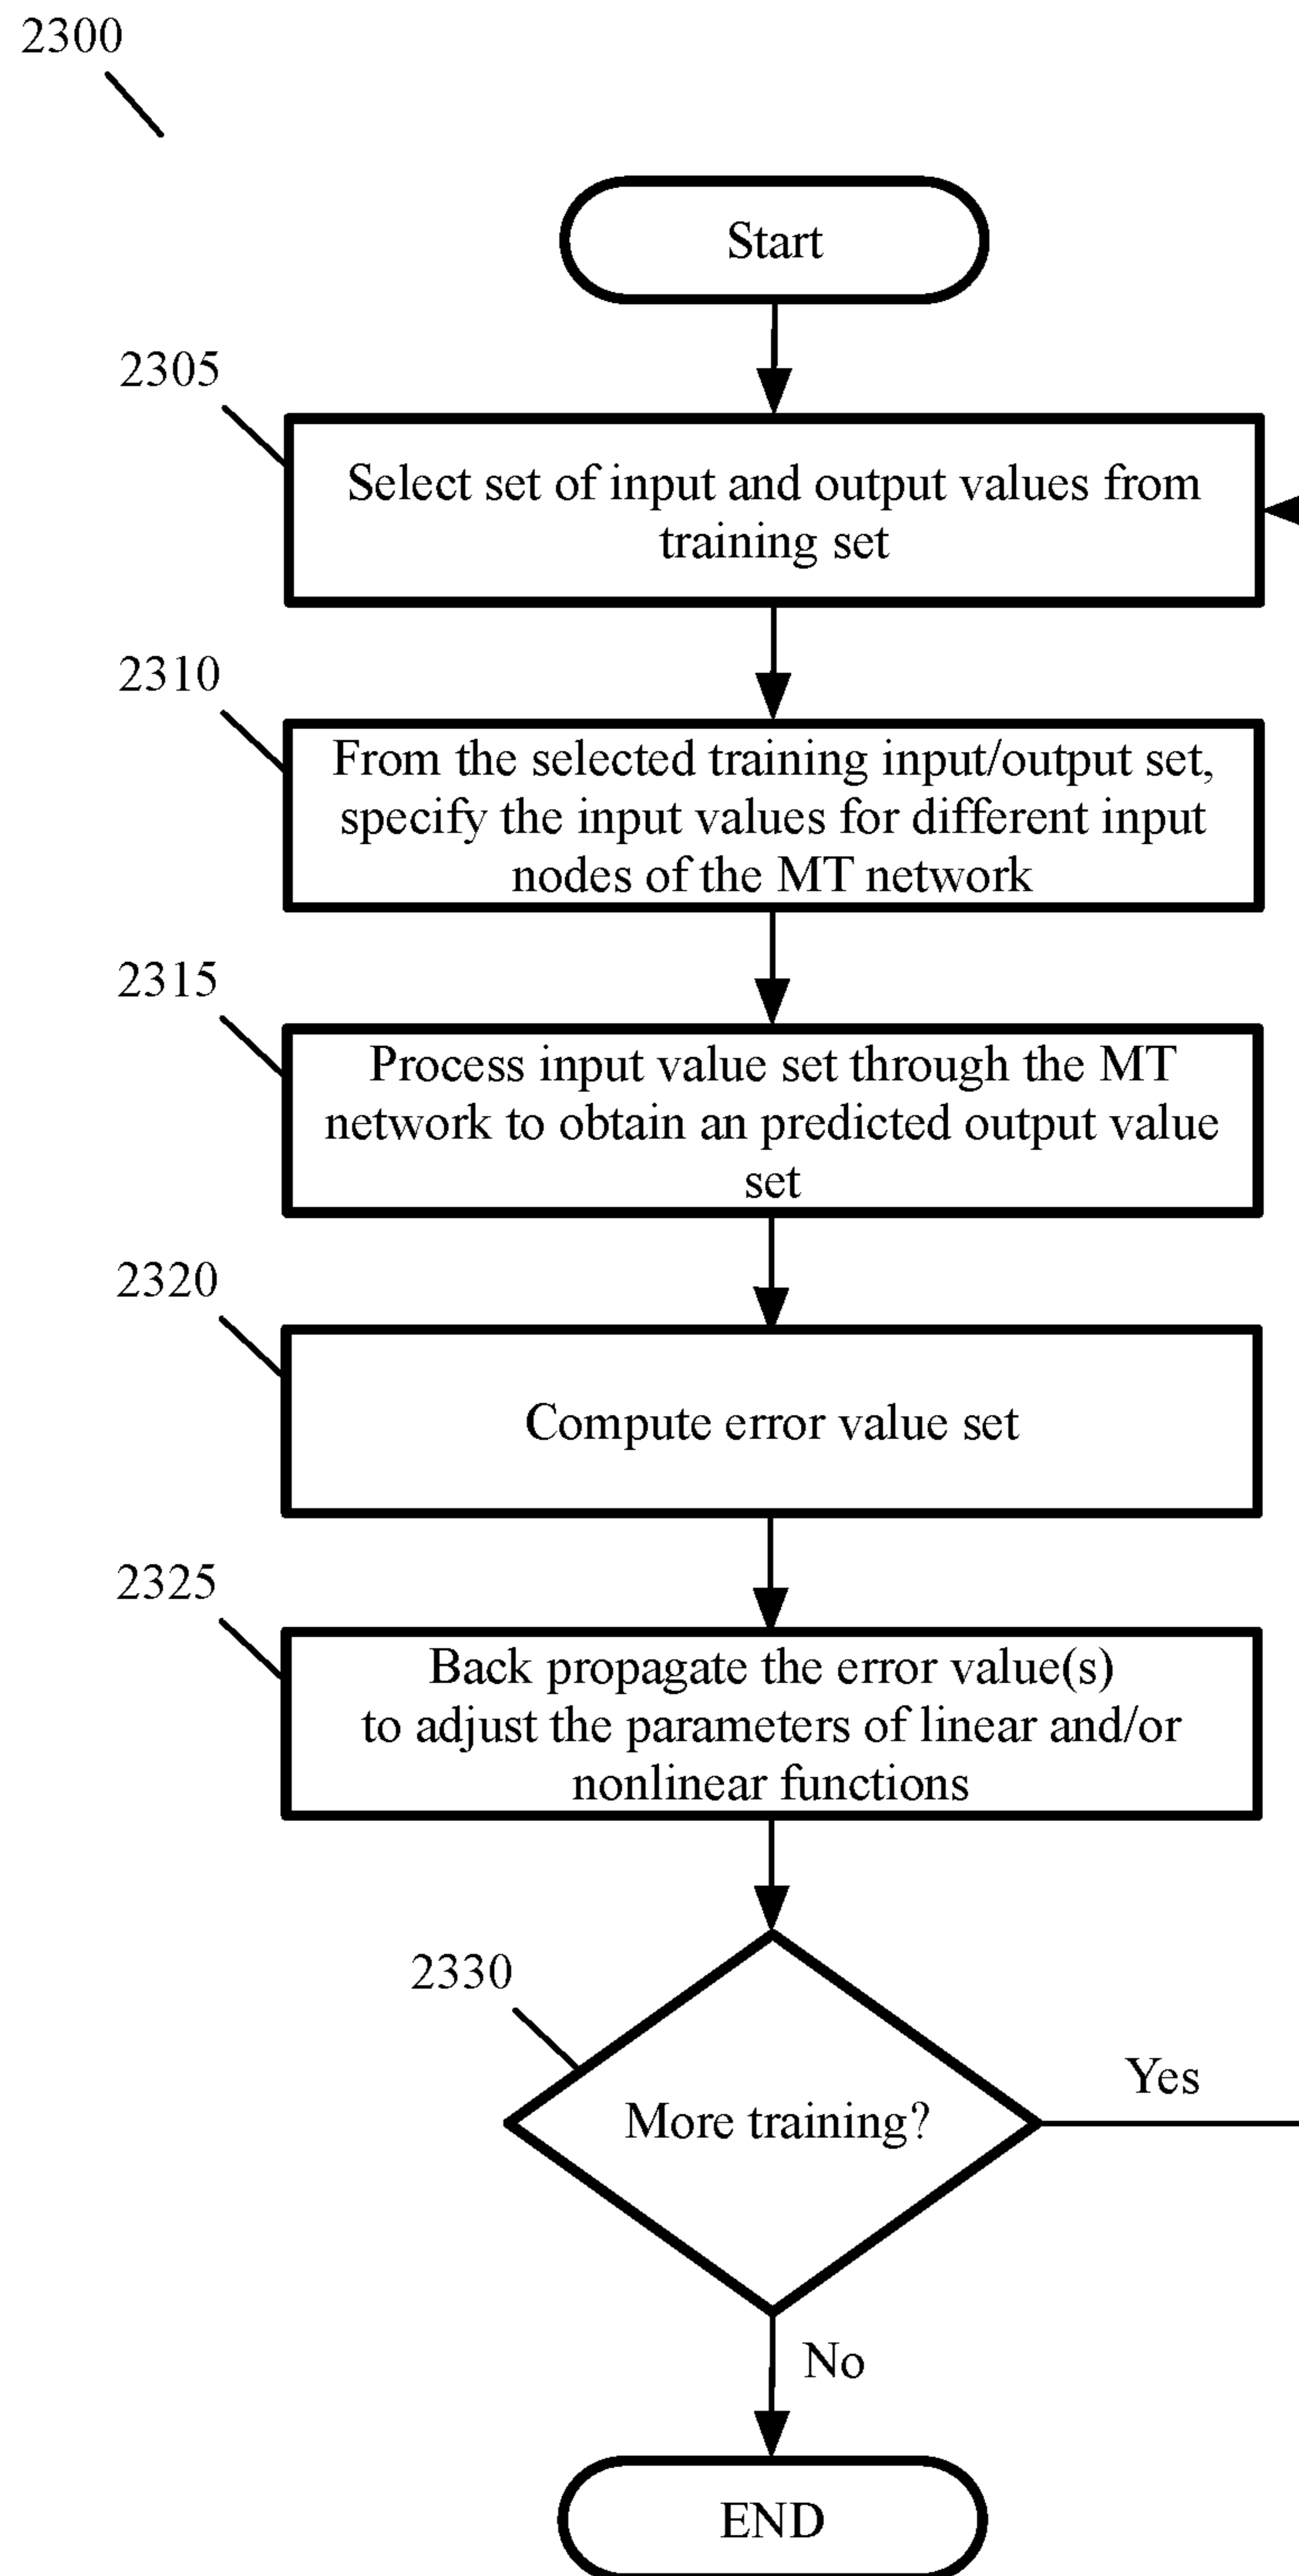 2300
Start
2305
Select set of input and output values from
training set
2310
From the selected training input/output set,
specify the input values for different input
nodes of the MT network
2315
Process input value set through the MT
network to obtain an predicted output value
set
2320
Compute error value set
2325
Back propagate the error value(s)
to adjust the parameters of linear and/or
nonlinear functions
2330
More training?
Yes
No
END